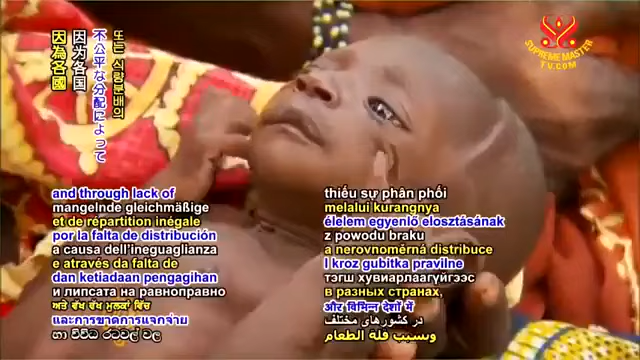 SUPREME MASTER
TV.COM
또는 식량분배의
不公平な分配によって
因为各国
因為各國
and through lack of
mangelnde gleichmäßige
et de répartition inégale
por la falta de distribución
a causa dell'ineguaglianza
e através da falta de
dan ketiadaan pengagihan
и липсата на равноправно
ਅਤੇ ਵੱਖ ਵੱਖ ਮੁਲਕਾਂ ਵਿੱਚ
และการขาดการแจกจ่าย
හා විවිධ රටවල් වල
thiếu sự phân phối
melalui kurangnya
élelem egyenlő elosztásának
z powodu braku
a nerovnoměrná distribuce
I kroz gubitka pravilne
тэгш хувиарлаагүйгээс
в разных странах,
और विभिन्न देशों में
در کشورهای مختلف
وبسبب قلة الطعام